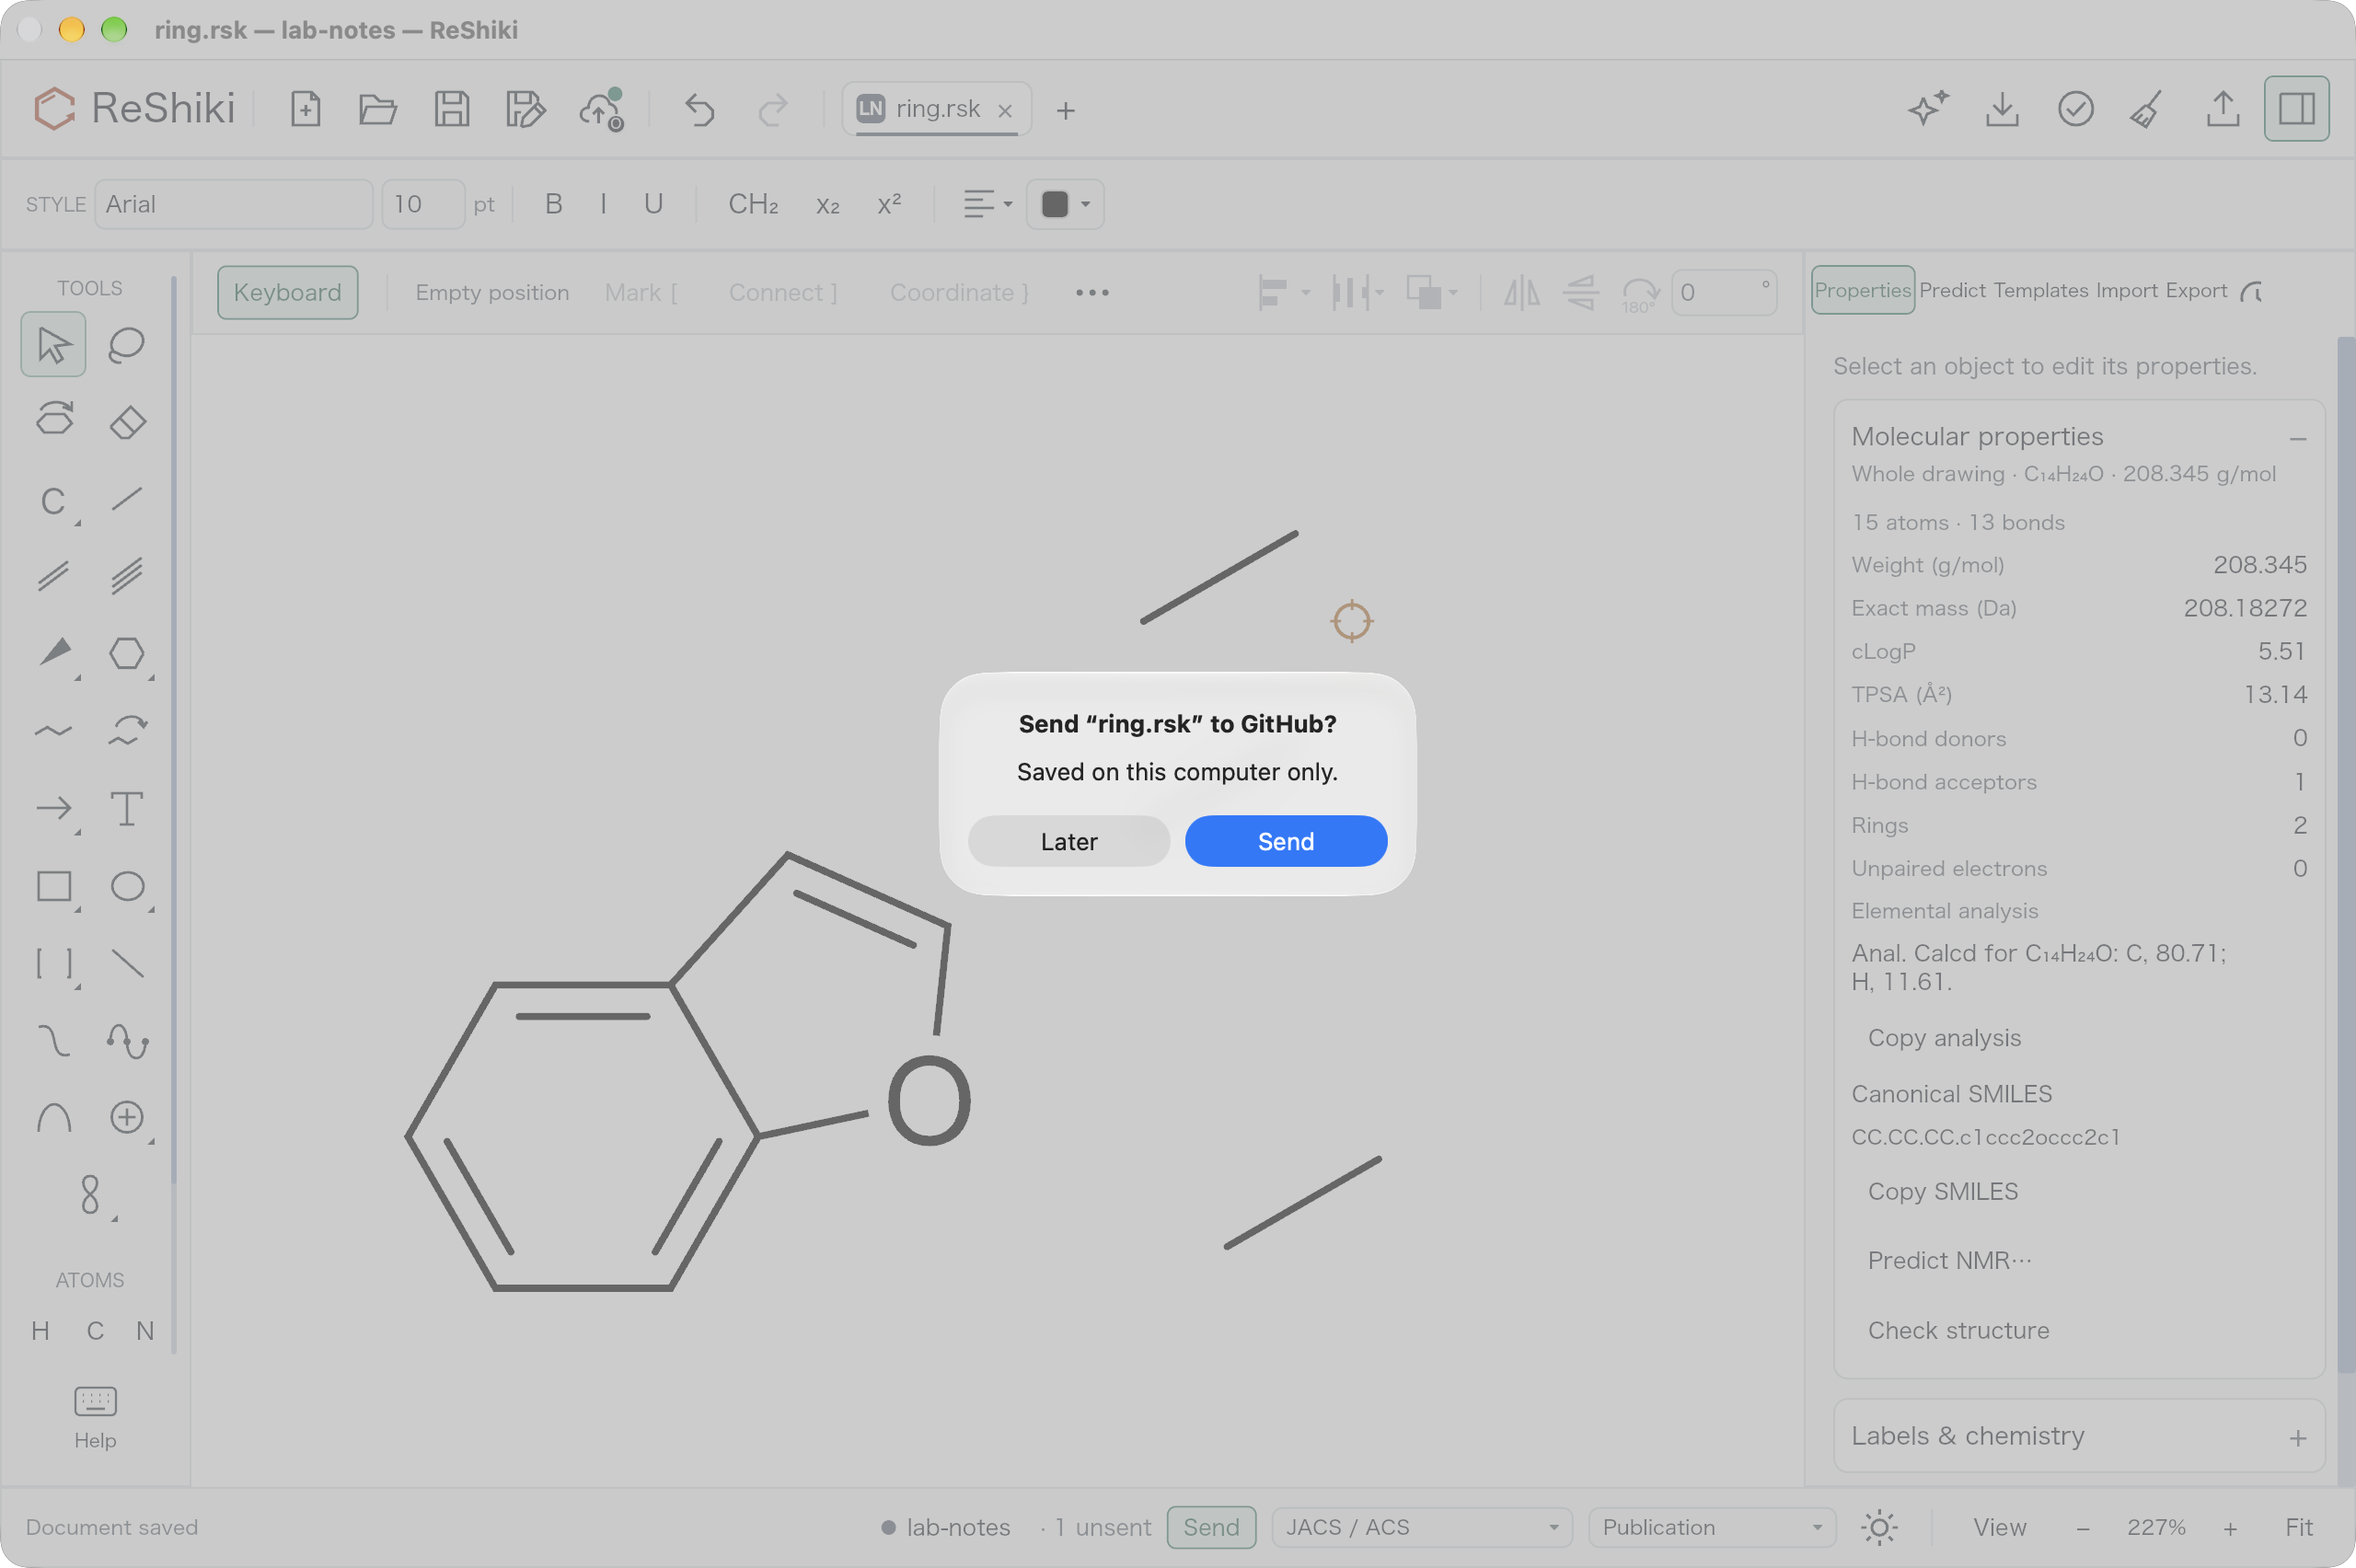 ring.rsk — lab-notes — ReShiki
ReShiki
LN ring.rsk × +
STYLE Arial 10 pt B I U CH₂ x₂ x²
TOOLS
Keyboard Empty position Mark [ Connect ] Coordinate } ••• 180° 0 °
Properties Predict Templates Import Export
C
T
[ ]
ATOMS
H C N
Help
O
Send “ring.rsk” to GitHub?
Saved on this computer only.
Later Send
Select an object to edit its properties.
Molecular properties –
Whole drawing · C₁₄H₂₄O · 208.345 g/mol
15 atoms · 13 bonds
Weight (g/mol) 208.345
Exact mass (Da) 208.18272
cLogP 5.51
TPSA (Å²) 13.14
H-bond donors 0
H-bond acceptors 1
Rings 2
Unpaired electrons 0
Elemental analysis
Anal. Calcd for C₁₄H₂₄O: C, 80.71;
H, 11.61.
Copy analysis
Canonical SMILES
CC.CC.CC.c1ccc2occc2c1
Copy SMILES
Predict NMR···
Check structure
Labels & chemistry +
Document saved lab-notes · 1 unsent Send JACS / ACS Publication View – 227% + Fit